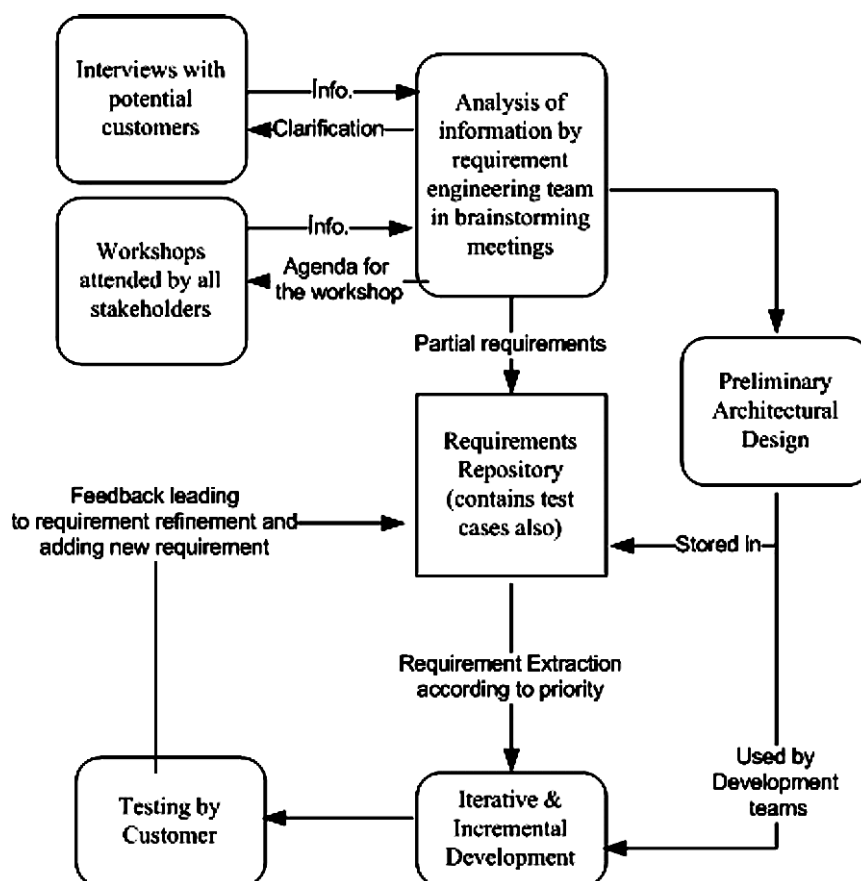 Interviews with
potential
customers
Info.
Clarification
Analysis of
information by
requirement
engineering team
in brainstorming
meetings
Workshops
attended by all
stakeholders
Info.
Agenda for
the workshop
Partial requirements
Preliminary
Architectural
Design
Requirements
Repository
(contains test
cases also)
Feedback leading
to requirement refinement and
adding new requirement
Stored in
Requirement Extraction
according to priority
Used by
Development
teams
Testing by
Customer
Iterative &
Incremental
Development